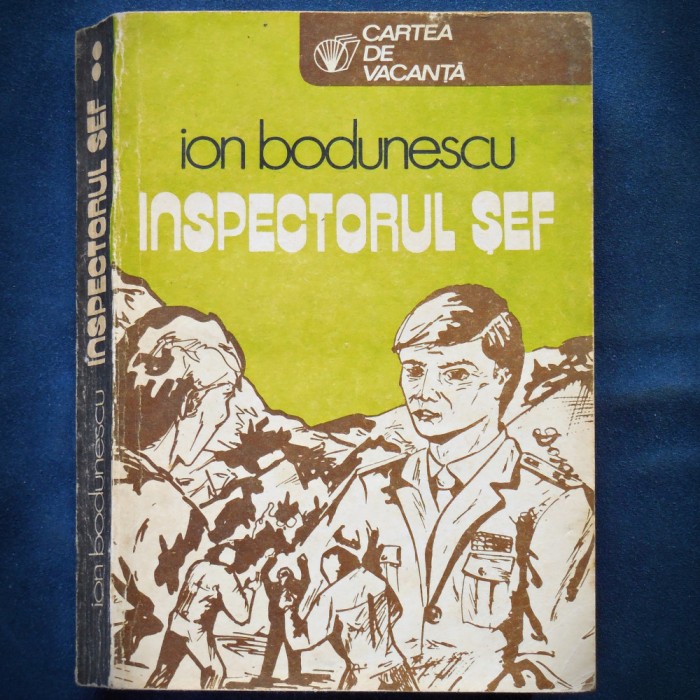 CARTEA
DE
VACANȚĂ
ion bodunescu
INSPECTORUL ȘEF
ion bodunescu INSPECTORUL ȘEF ●●